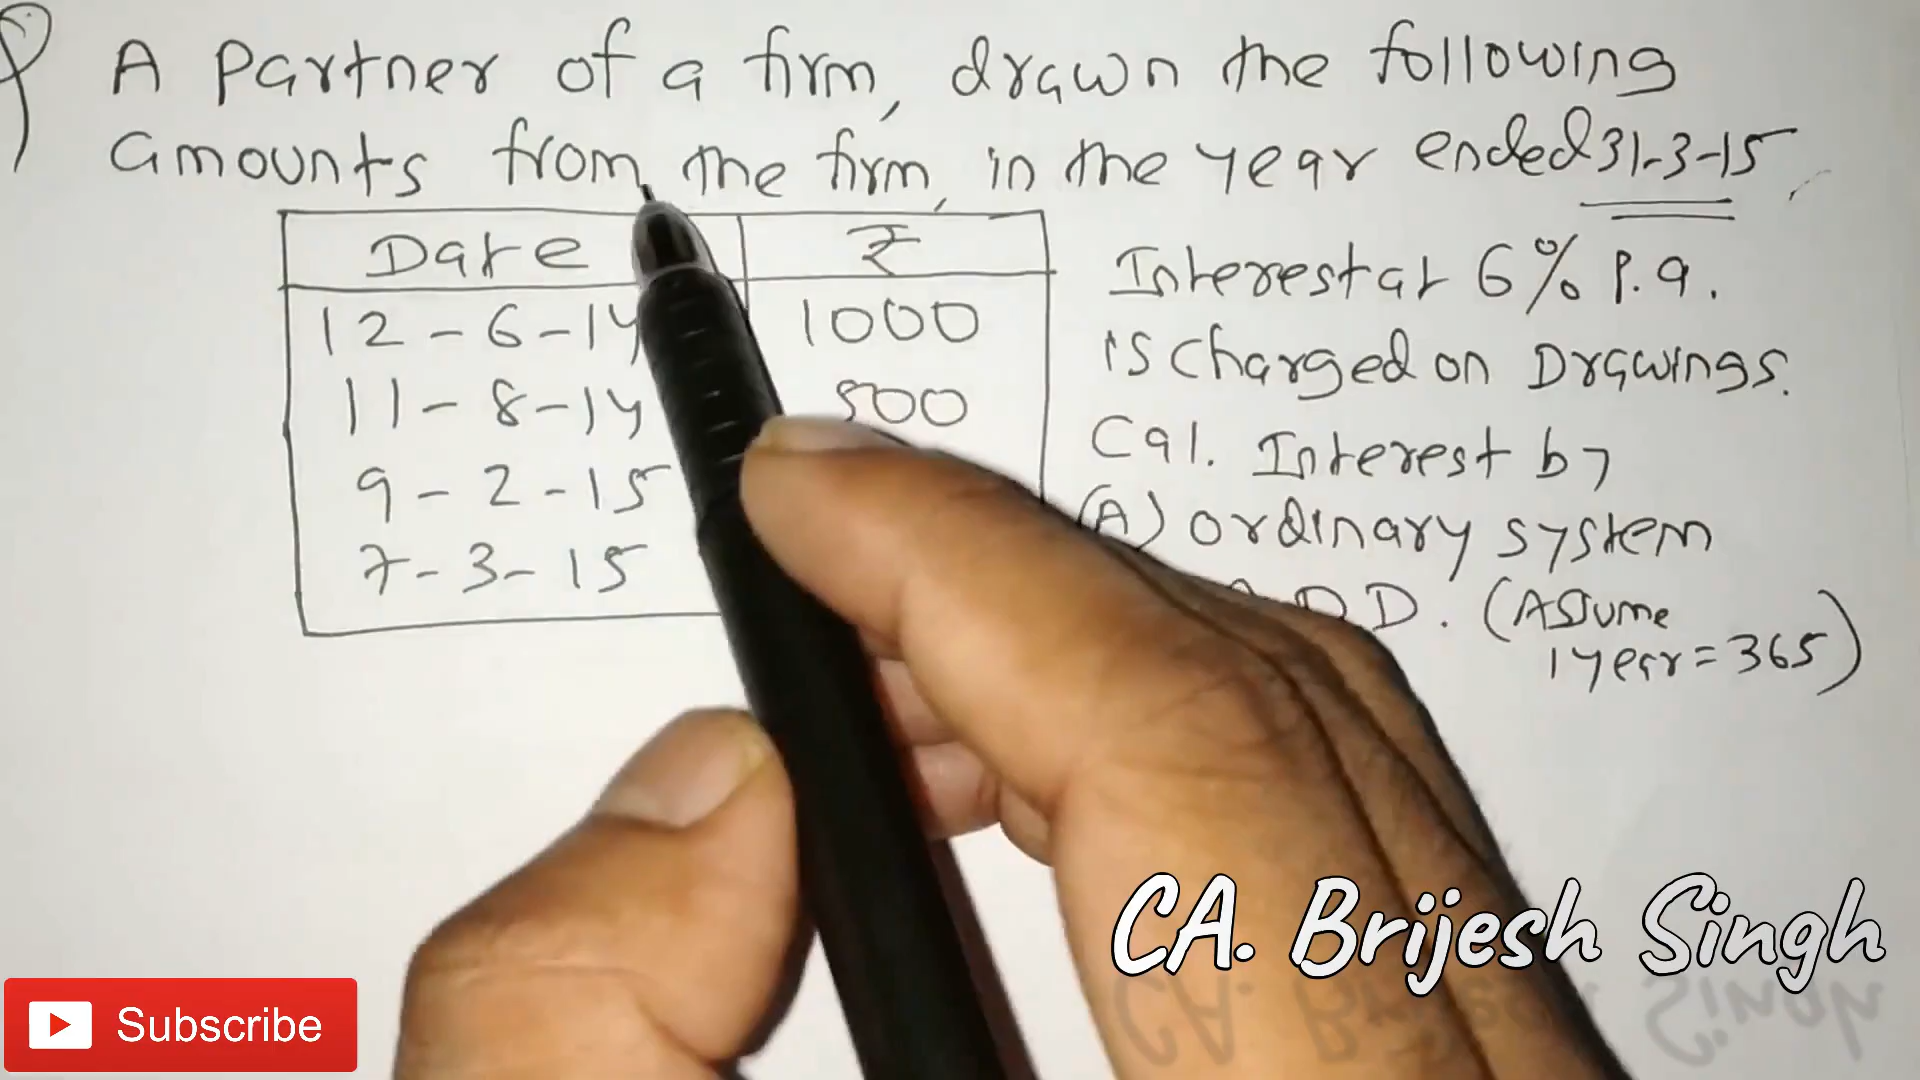 Q A Partner of a firm, drawn the following
amounts from the firm, in the year ended 31-3-15.
Date ₹
12-6-14 1000
11-8-14 500
9-2-15
7-3-15
Interest at 6% P.a.
is charged on Drawings.
Cal. Interest by
(A) ordinary system
D. (Assume
1 year = 365)
CA. Brijesh Singh
Subscribe